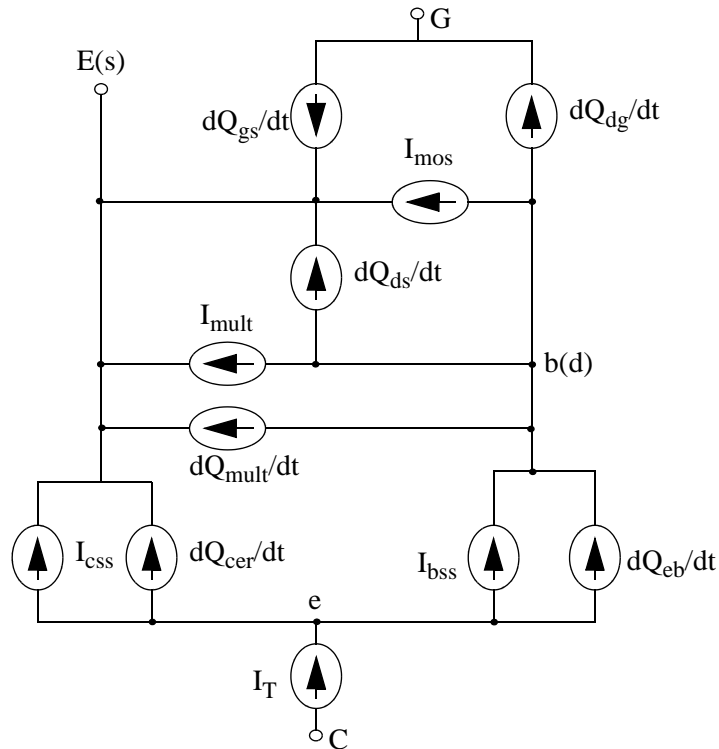 G
E(s)
dQgs/dt
dQdg/dt
Imos
dQds/dt
Imult
b(d)
dQmult/dt
Icss
dQcer/dt
Ibss
dQeb/dt
e
IT
C